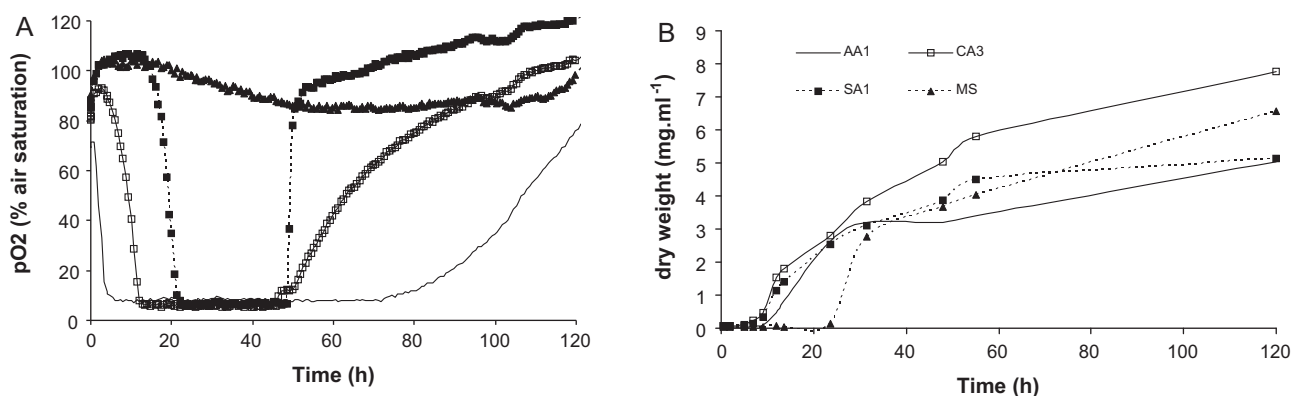 A
120
100
80
60
40
20
0
pO2 (% air saturation)
0 20 40 60 80 100 120
Time (h)
B
9
8
7
6
5
4
3
2
1
0
dry weight (mg.ml⁻¹)
AA1 CA3
SA1 MS
0 20 40 60 80 100 120
Time (h)